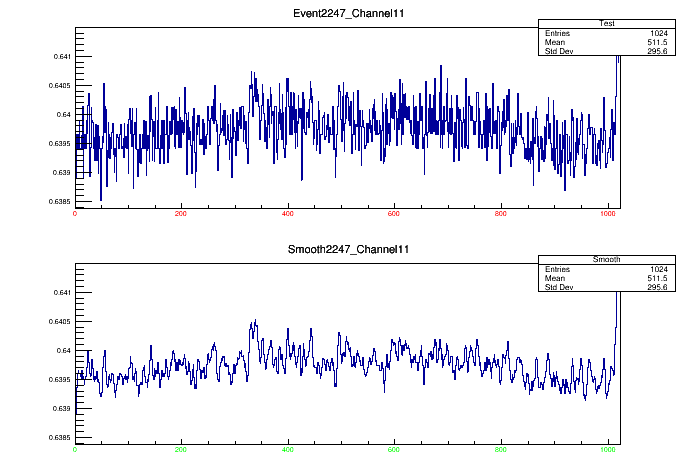 Event2247_Channel11
Test
Entries 1024
Mean 511.5
Std Dev 295.6
0.641
0.6405
0.64
0.6395
0.639
0.6385
0 200 400 600 800 1000
Smooth2247_Channel11
Smooth
Entries 1024
Mean 511.5
Std Dev 295.6
0.641
0.6405
0.64
0.6395
0.639
0.6385
0 200 400 600 800 1000